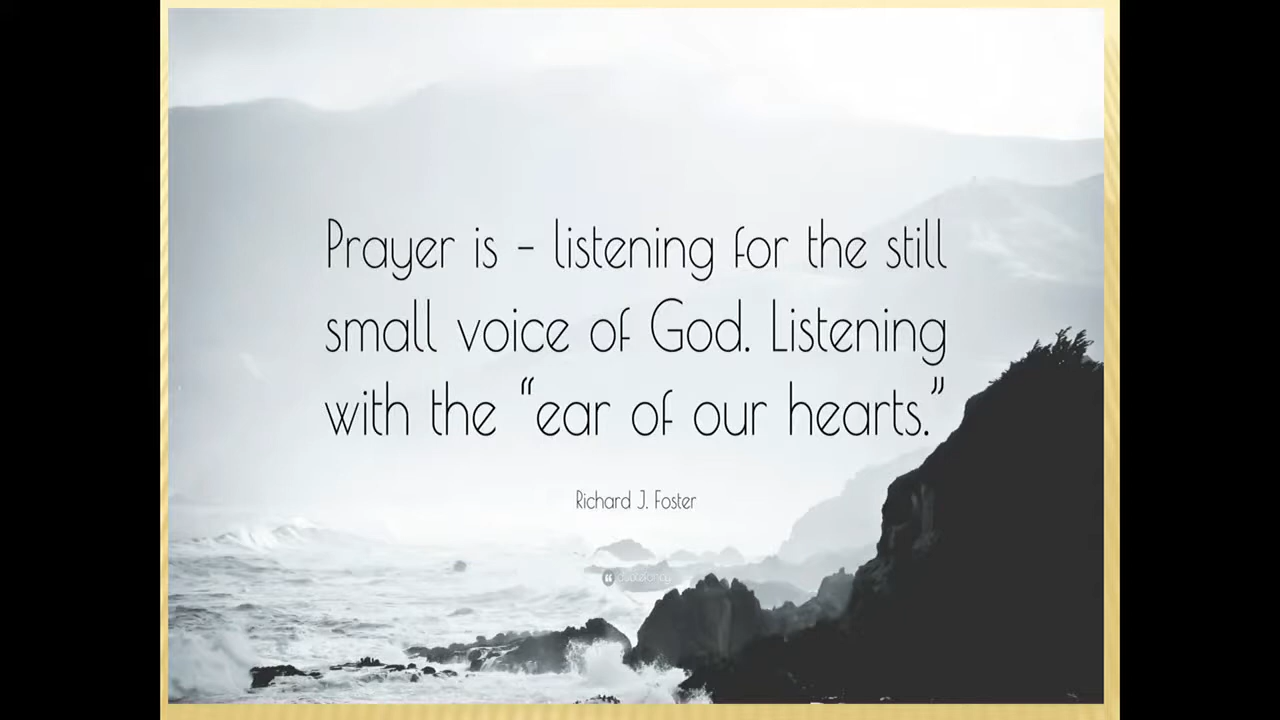 Prayer is – listening for the still
small voice of God. Listening
with the “ear of our hearts.”
Richard J. Foster
quotefancy